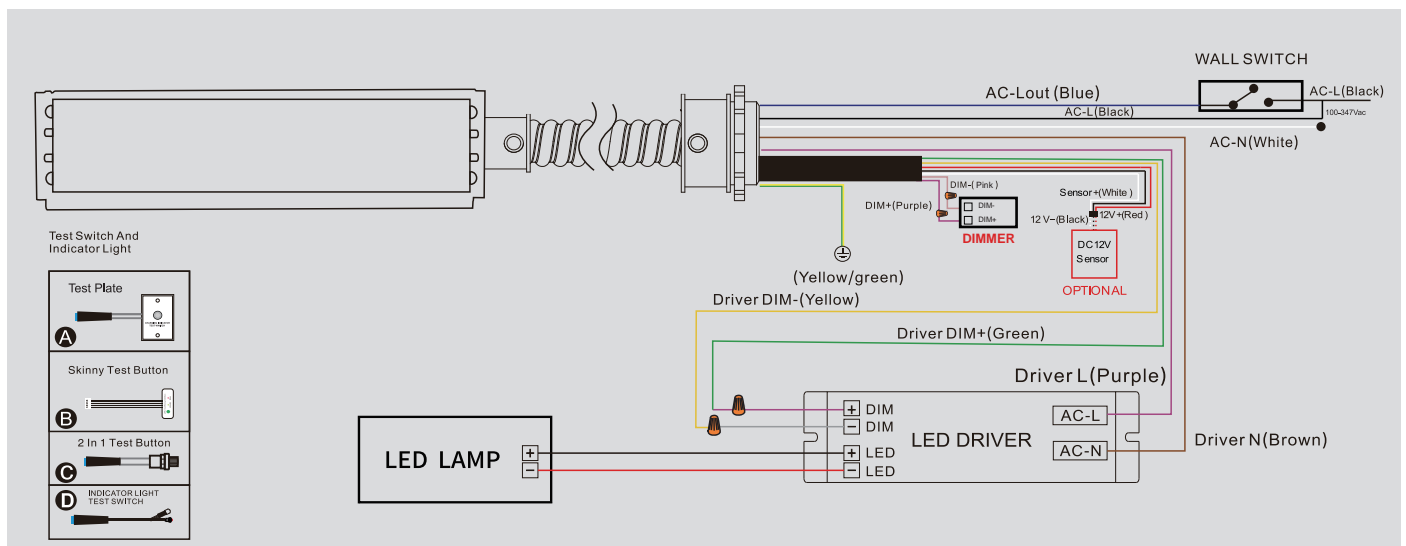 WALL SWITCH
AC-Lout (Blue)
AC-L(Black)
AC-L(Black)
100-347Vac
AC-N(White)
DIM-(Pink)
DIM+(Purple)
DIM-
DIM+
DIMMER
Sensor+(White)
12 V-(Black)
12V+(Red)
DC12V
Sensor
OPTIONAL
(Yellow/green)
Test Switch And
Indicator Light
Test Plate
A
Skinny Test Button
B
2 In 1 Test Button
C
INDICATOR LIGHT
TEST SWITCH
D
Driver DIM-(Yellow)
Driver DIM+(Green)
Driver L(Purple)
Driver N(Brown)
LED LAMP
+
-
+ DIM
- DIM
+ LED
- LED
LED DRIVER
AC-L
AC-N